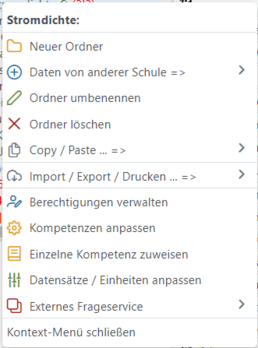 Stromdichte:
Neuer Ordner
Daten von anderer Schule =>
Ordner umbenennen
Ordner löschen
Copy / Paste ... =>
Import / Export / Drucken ... =>
Berechtigungen verwalten
Kompetenzen anpassen
Einzelne Kompetenz zuweisen
Datensätze / Einheiten anpassen
Externes Frageservice
Kontext-Menü schließen